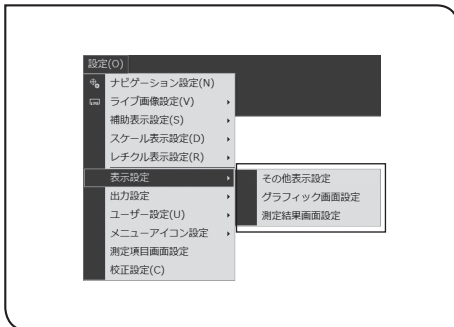 設定(O)
ナビゲーション設定(N)
ライブ画像設定(V)
補助表示設定(S)
スケール表示設定(D)
レチクル表示設定(R)
表示設定
出力設定
ユーザー設定(U)
メニューアイコン設定
測定項目画面設定
校正設定(C)
その他表示設定
グラフィック画面設定
測定結果画面設定